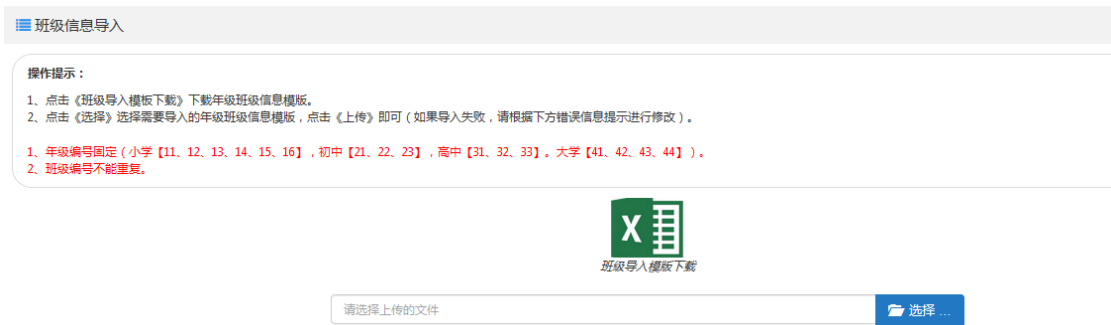 班级信息导入
操作提示：
1、点击《班级导入模板下载》下载年级班级信息模版。
2、点击《选择》选择需要导入的年级班级信息模版，点击《上传》即可（如果导入失败，请根据下方错误信息提示进行修改）。
1、年级编号固定（小学【11、12、13、14、15、16】，初中【21、22、23】，高中【31、32、33】。大学【41、42、43、44】）。
2、班级编号不能重复。
X
班级导入模版下载
请选择上传的文件
选择 ...